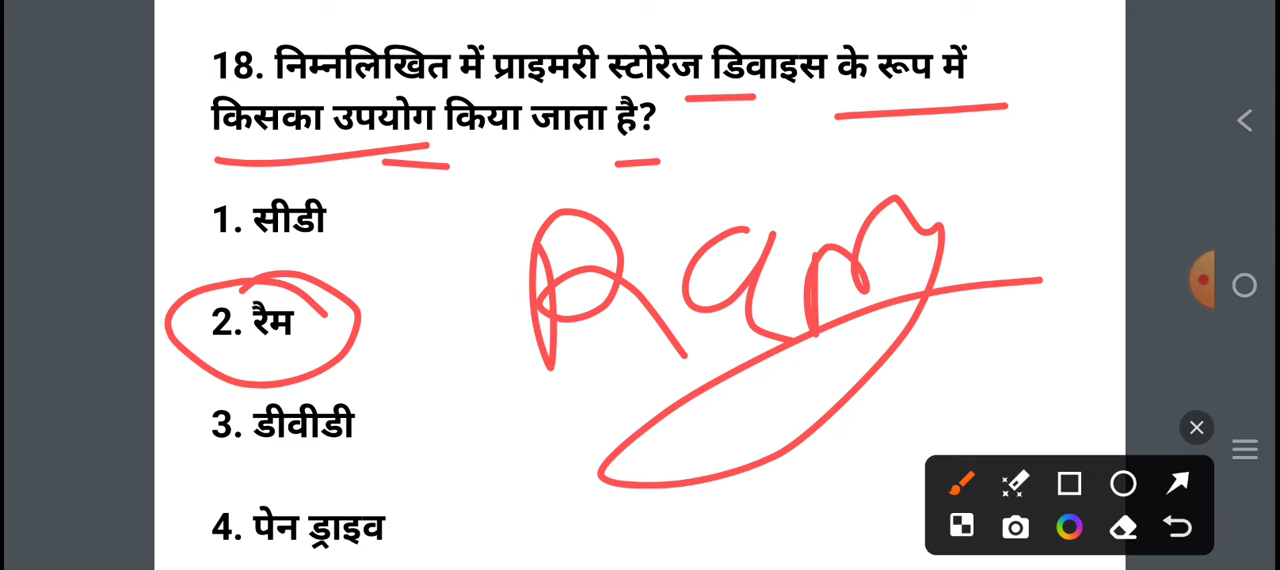 18. निम्नलिखित में प्राइमरी स्टोरेज डिवाइस के रूप में
किसका उपयोग किया जाता है?
1. सीडी
2. रैम
Ram
3. डीवीडी
4. पेन ड्राइव